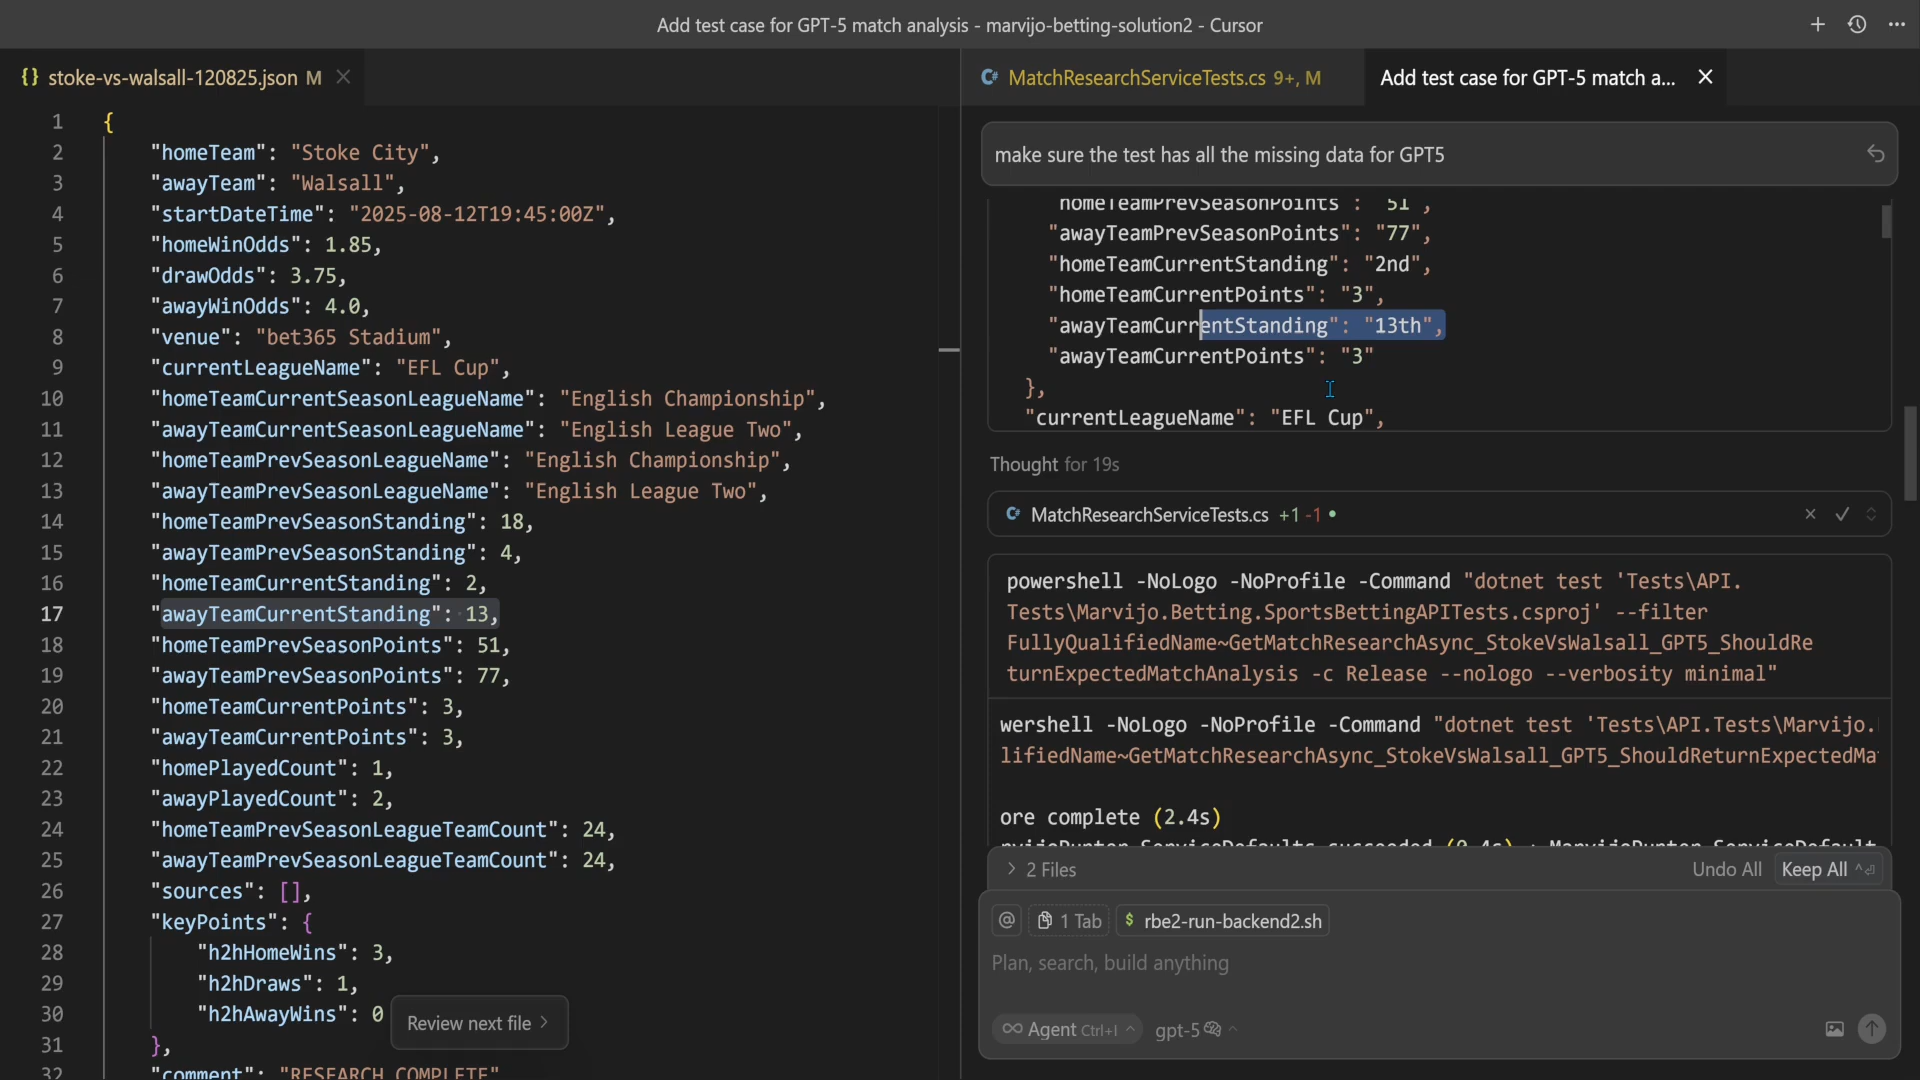 Add test case for GPT-5 match analysis - marvijo-betting-solution2 - Cursor
{} stoke-vs-walsall-120825.json M
1 {
2 "homeTeam": "Stoke City",
3 "awayTeam": "Walsall",
4 "startDateTime": "2025-08-12T19:45:00Z",
5 "homeWinOdds": 1.85,
6 "drawOdds": 3.75,
7 "awayWinOdds": 4.0,
8 "venue": "bet365 Stadium",
9 "currentLeagueName": "EFL Cup",
10 "homeTeamCurrentSeasonLeagueName": "English Championship",
11 "awayTeamCurrentSeasonLeagueName": "English League Two",
12 "homeTeamPrevSeasonLeagueName": "English Championship",
13 "awayTeamPrevSeasonLeagueName": "English League Two",
14 "homeTeamPrevSeasonStanding": 18,
15 "awayTeamPrevSeasonStanding": 4,
16 "homeTeamCurrentStanding": 2,
17 "awayTeamCurrentStanding": 13,
18 "homeTeamPrevSeasonPoints": 51,
19 "awayTeamPrevSeasonPoints": 77,
20 "homeTeamCurrentPoints": 3,
21 "awayTeamCurrentPoints": 3,
22 "homePlayedCount": 1,
23 "awayPlayedCount": 2,
24 "homeTeamPrevSeasonLeagueTeamCount": 24,
25 "awayTeamPrevSeasonLeagueTeamCount": 24,
26 "sources": [],
27 "keyPoints": {
28 "h2hHomeWins": 3,
29 "h2hDraws": 1,
30 "h2hAwayWins": 0
31 },
32 "comment": "RESEARCH COMPLETE"
Review next file >
MatchResearchServiceTests.cs 9+, M
Add test case for GPT-5 match a...
make sure the test has all the missing data for GPT5
"homeTeamPrevSeasonPoints": "51",
"awayTeamPrevSeasonPoints": "77",
"homeTeamCurrentStanding": "2nd",
"homeTeamCurrentPoints": "3",
"awayTeamCurrentStanding": "13th",
"awayTeamCurrentPoints": "3"
},
"currentLeagueName": "EFL Cup",
Thought for 19s
MatchResearchServiceTests.cs +1 -1
powershell -NoLogo -NoProfile -Command "dotnet test 'Tests\API.
Tests\Marvijo.Betting.SportsBettingAPITests.csproj' --filter
FullyQualifiedName~GetMatchResearchAsync_StokeVsWalsall_GPT5_ShouldRe
turnExpectedMatchAnalysis -c Release --nologo --verbosity minimal"
wershell -NoLogo -NoProfile -Command "dotnet test 'Tests\API.Tests\Marvijo.
lifiedName~GetMatchResearchAsync_StokeVsWalsall_GPT5_ShouldReturnExpectedMa
ore complete (2.4s)
> 2 Files
Undo All
Keep All
@ 1 Tab $ rbe2-run-backend2.sh
Plan, search, build anything
Agent Ctrl+I
gpt-5